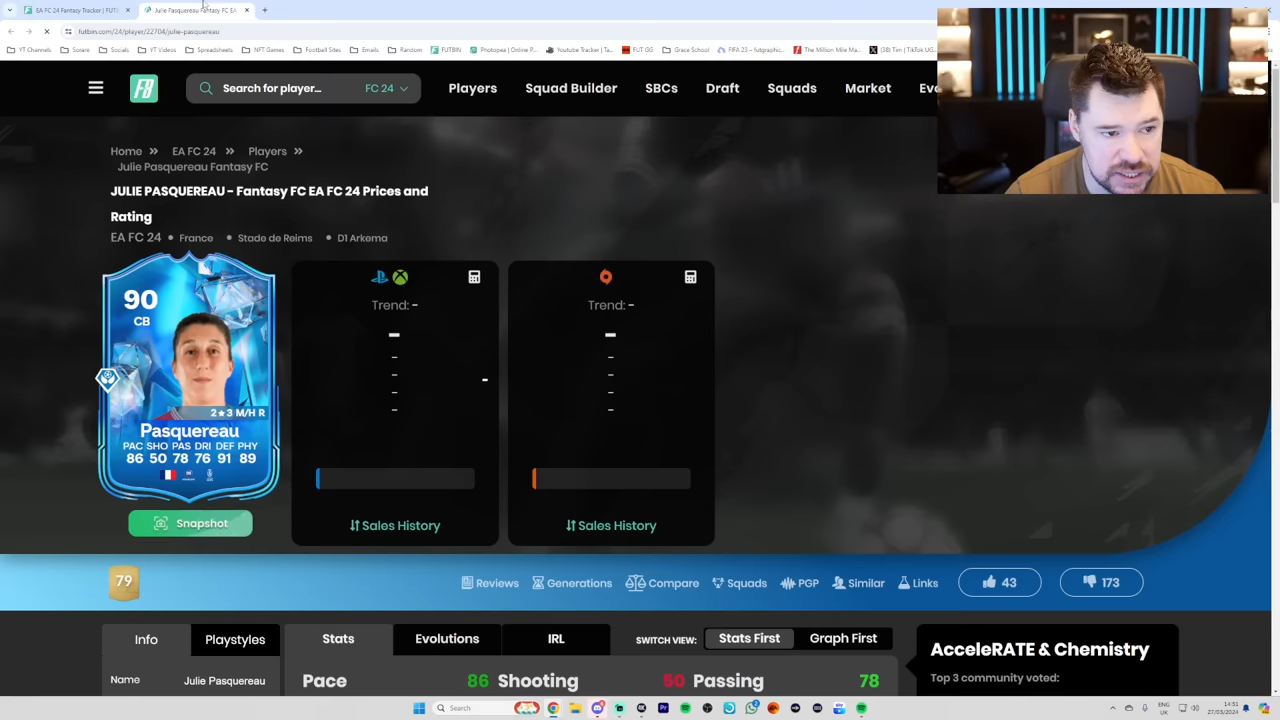 EA FC 24 Fantasy Tracker | FUT
Julie Pasquereau Fantasy FC EA
futbin.com/24/player/22704/julie-pasquereau
YT Channels Sorare Socials YT Videos Spreadsheets NFT Games Football Sites Emails Random FUTBIN Photopea | Online P... Youtube Tracker | Ta... FUT GG Grace School FIFA 23 – futgraphic... The Million Mile Ma... (38) Tim | TikTok UG...
F8 Search for player... FC 24 Players Squad Builder SBCs Draft Squads Market
Home EA FC 24 Players
Julie Pasquereau Fantasy FC
JULIE PASQUEREAU - Fantasy FC EA FC 24 Prices and
Rating
EA FC 24 France Stade de Reims D1 Arkema
90
CB
2★3 M/H R
Pasquereau
PAC SHO PAS DRI DEF PHY
86 50 78 76 91 89
Snapshot
Trend: -
Sales History
Trend: -
Sales History
79
Reviews Generations Compare Squads PGP Similar Links 43 173
Info Playstyles Stats Evolutions IRL SWITCH VIEW: Stats First Graph First
AcceleRATE & Chemistry
Top 3 community voted:
Name Julie Pasquereau
Pace 86 Shooting 50 Passing 78
Search
ENG
UK
14:51
27/03/2024